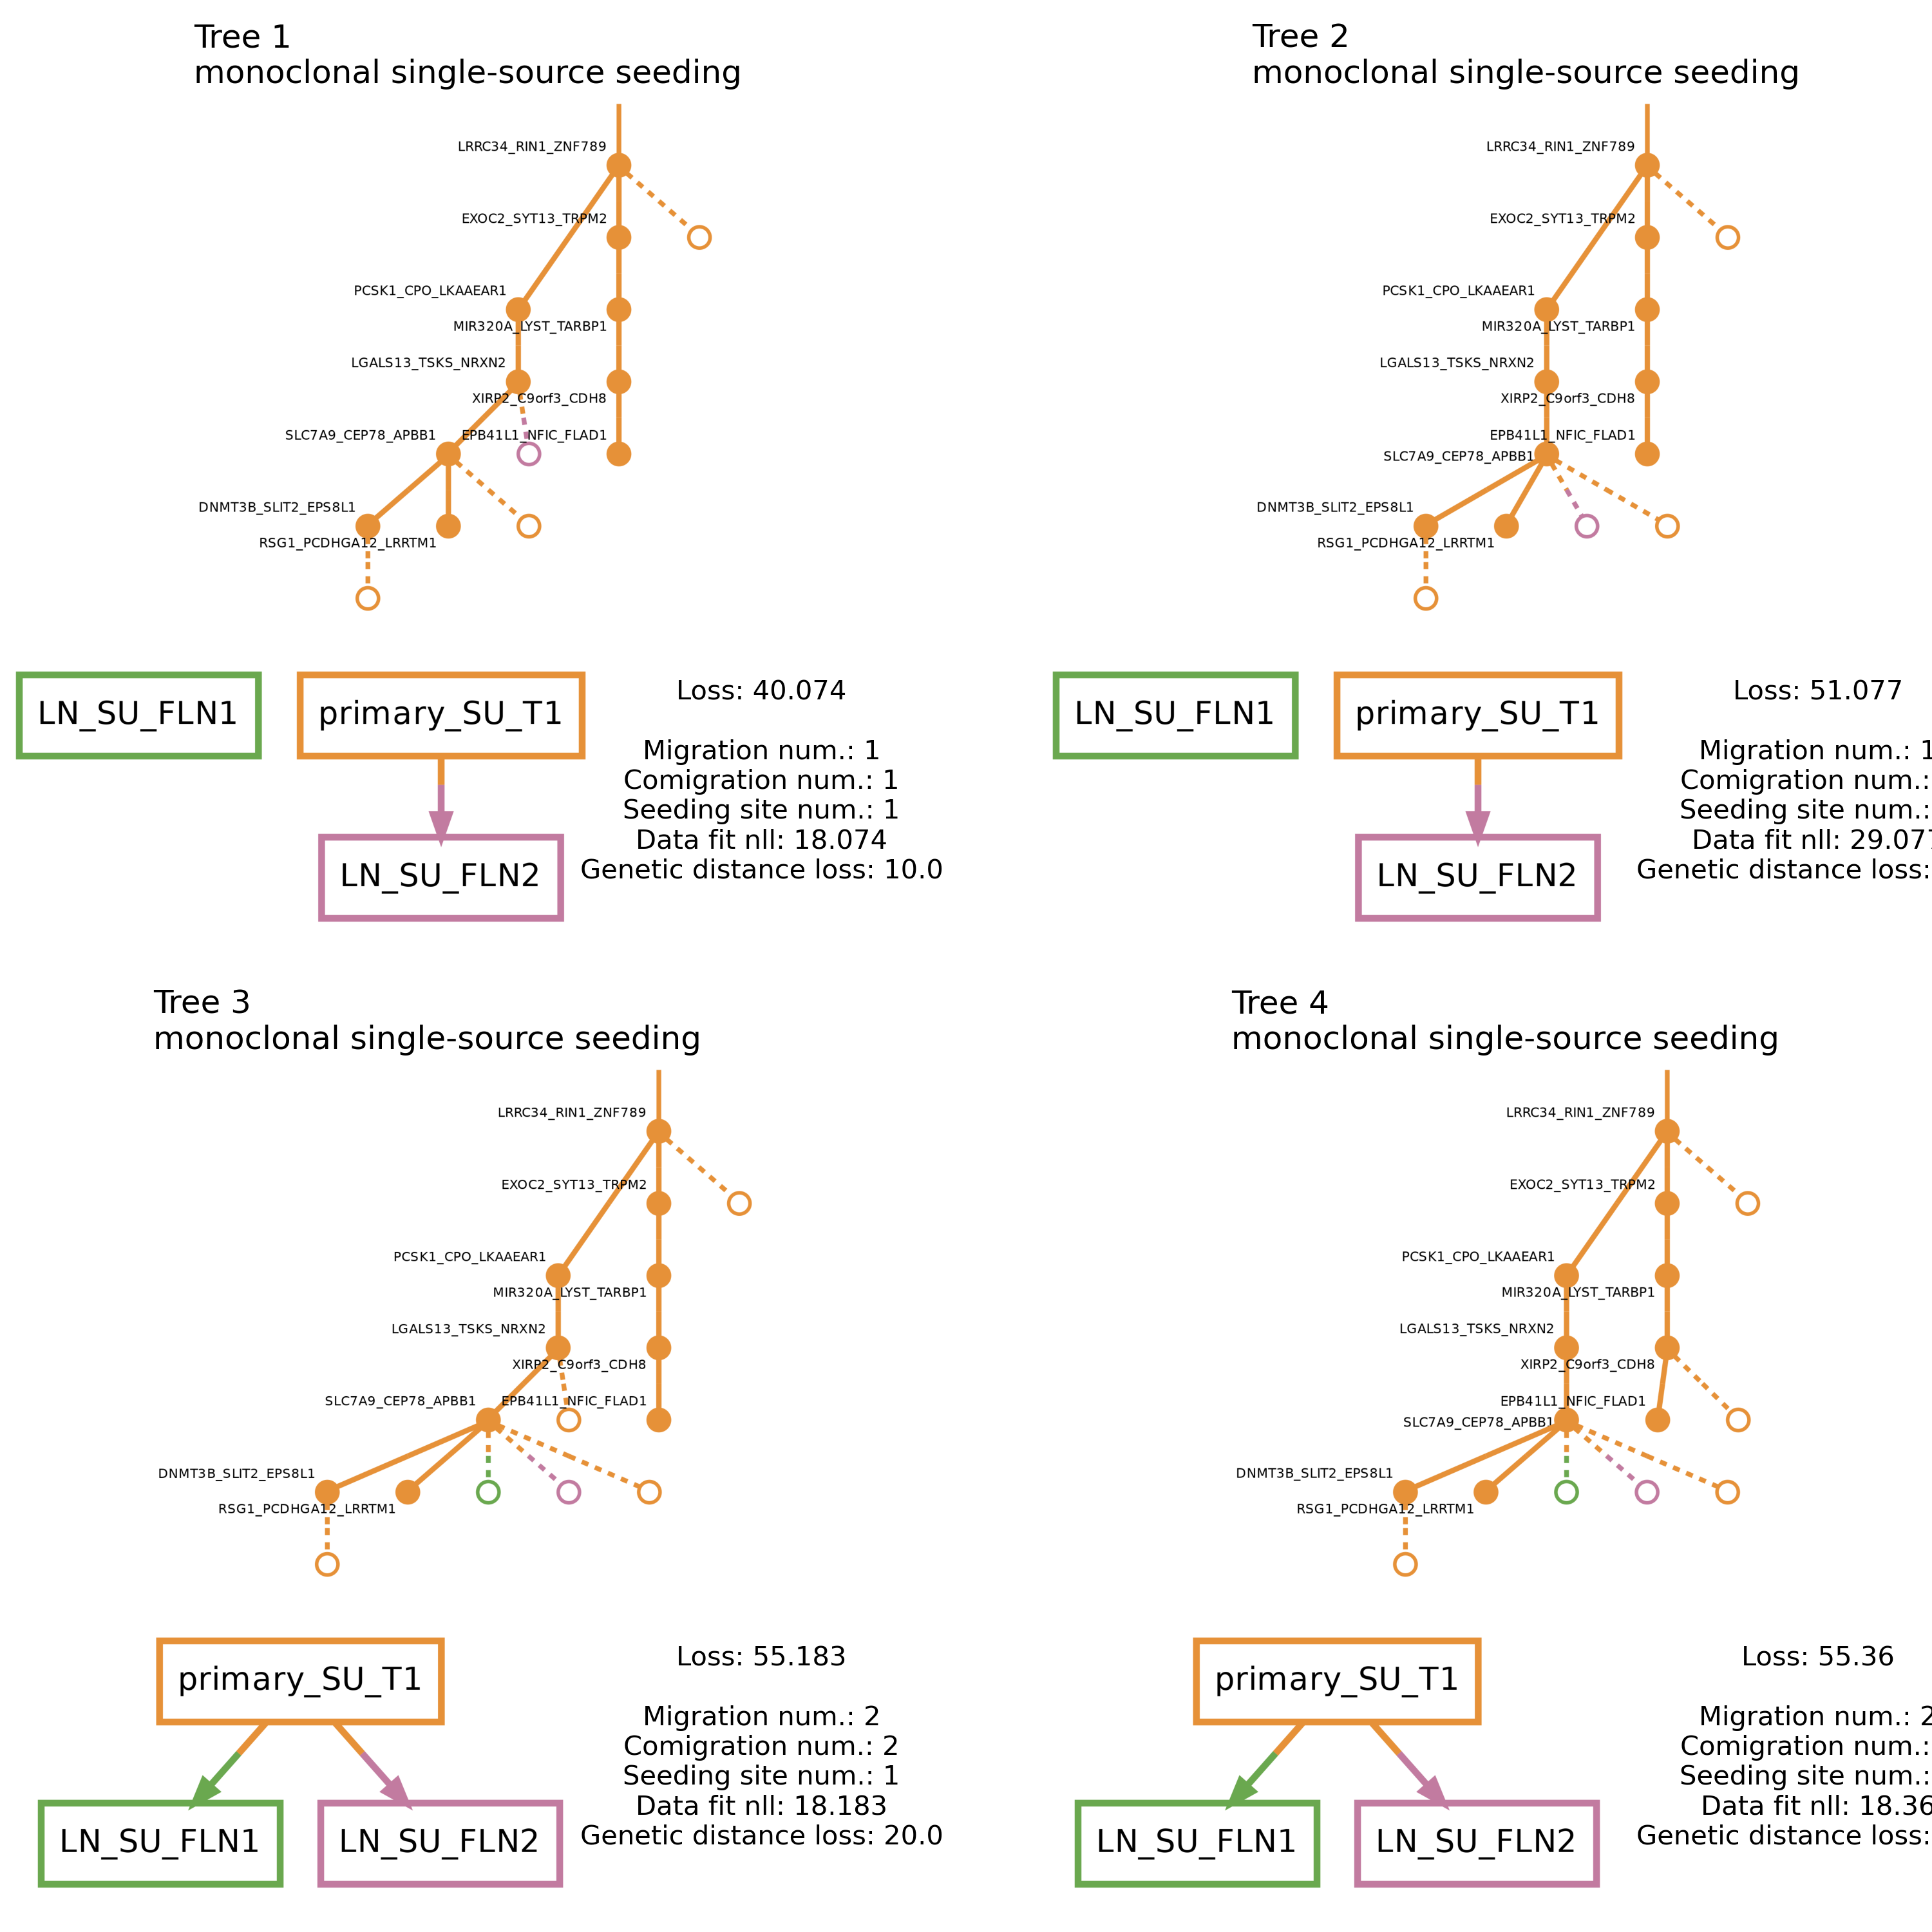 Tree 1
monoclonal single-source seeding
LRRC34_RIN1_ZNF789
EXOC2_SYT13_TRPM2
PCSK1_CPO_LKAAEAR1
MIR320A_LYST_TARBP1
LGALS13_TSKS_NRXN2
XIRP2_C9orf3_CDH8
SLC7A9_CEP78_APBB1
EPB41L1_NFIC_FLAD1
DNMT3B_SLIT2_EPS8L1
RSG1_PCDHGA12_LRRTM1
LN_SU_FLN1
primary_SU_T1
LN_SU_FLN2
Loss: 40.074
Migration num.: 1
Comigration num.: 1
Seeding site num.: 1
Data fit nll: 18.074
Genetic distance loss: 10.0
Tree 2
monoclonal single-source seeding
LRRC34_RIN1_ZNF789
EXOC2_SYT13_TRPM2
PCSK1_CPO_LKAAEAR1
MIR320A_LYST_TARBP1
LGALS13_TSKS_NRXN2
XIRP2_C9orf3_CDH8
EPB41L1_NFIC_FLAD1
SLC7A9_CEP78_APBB1
DNMT3B_SLIT2_EPS8L1
RSG1_PCDHGA12_LRRTM1
LN_SU_FLN1
primary_SU_T1
LN_SU_FLN2
Loss: 51.077
Migration num.: 1
Comigration num.:
Seeding site num.:
Data fit nll: 29.077
Genetic distance loss:
Tree 3
monoclonal single-source seeding
LRRC34_RIN1_ZNF789
EXOC2_SYT13_TRPM2
PCSK1_CPO_LKAAEAR1
MIR320A_LYST_TARBP1
LGALS13_TSKS_NRXN2
XIRP2_C9orf3_CDH8
SLC7A9_CEP78_APBB1
EPB41L1_NFIC_FLAD1
DNMT3B_SLIT2_EPS8L1
RSG1_PCDHGA12_LRRTM1
primary_SU_T1
LN_SU_FLN1
LN_SU_FLN2
Loss: 55.183
Migration num.: 2
Comigration num.: 2
Seeding site num.: 1
Data fit nll: 18.183
Genetic distance loss: 20.0
Tree 4
monoclonal single-source seeding
LRRC34_RIN1_ZNF789
EXOC2_SYT13_TRPM2
PCSK1_CPO_LKAAEAR1
MIR320A_LYST_TARBP1
LGALS13_TSKS_NRXN2
XIRP2_C9orf3_CDH8
EPB41L1_NFIC_FLAD1
SLC7A9_CEP78_APBB1
DNMT3B_SLIT2_EPS8L1
RSG1_PCDHGA12_LRRTM1
primary_SU_T1
LN_SU_FLN1
LN_SU_FLN2
Loss: 55.36
Migration num.: 2
Comigration num.:
Seeding site num.:
Data fit nll: 18.36
Genetic distance loss: